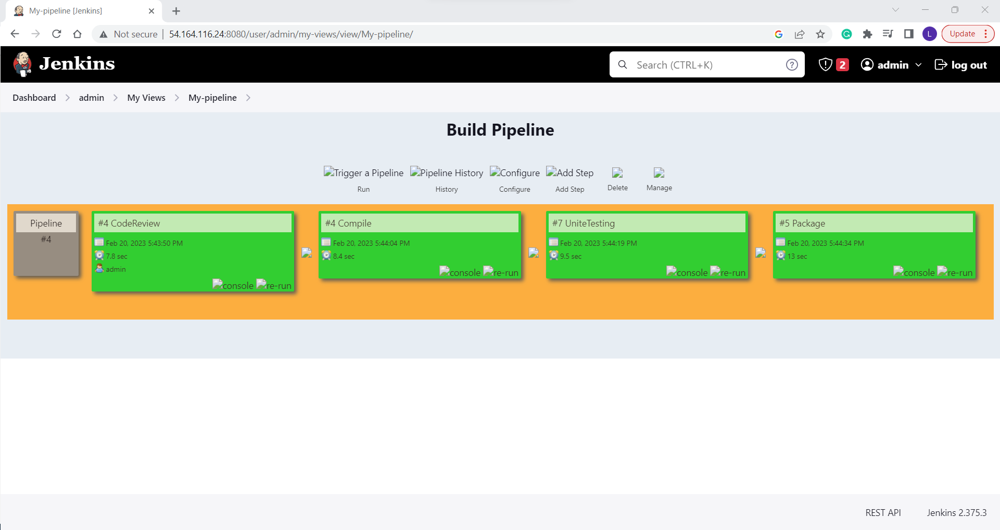 My-pipeline [Jenkins]
Not secure | 54.164.116.24:8080/user/admin/my-views/view/My-pipeline/
L
Update
Jenkins
Search (CTRL+K)
2
admin
log out
Dashboard
admin
My Views
My-pipeline
Build Pipeline
Trigger a Pipeline
Pipeline History
Configure
Add Step
Run
History
Configure
Add Step
Delete
Manage
Pipeline
#4
#4 CodeReview
Feb 20, 2023 5:43:50 PM
7.8 sec
admin
console
re-run
#4 Compile
Feb 20, 2023 5:44:04 PM
8.4 sec
console
re-run
#7 UniteTesting
Feb 20, 2023 5:44:19 PM
9.5 sec
console
re-run
#5 Package
Feb 20, 2023 5:44:34 PM
13 sec
console
re-run
REST API
Jenkins 2.375.3